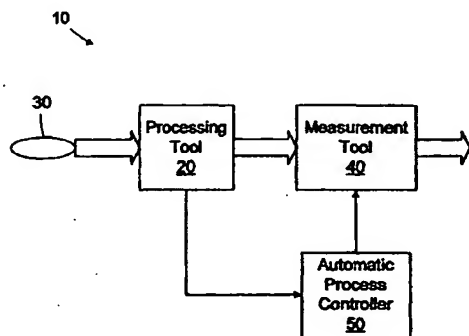 10
30
Processing
Tool
20
Measurement
Tool
40
Automatic
Process
Controller
50